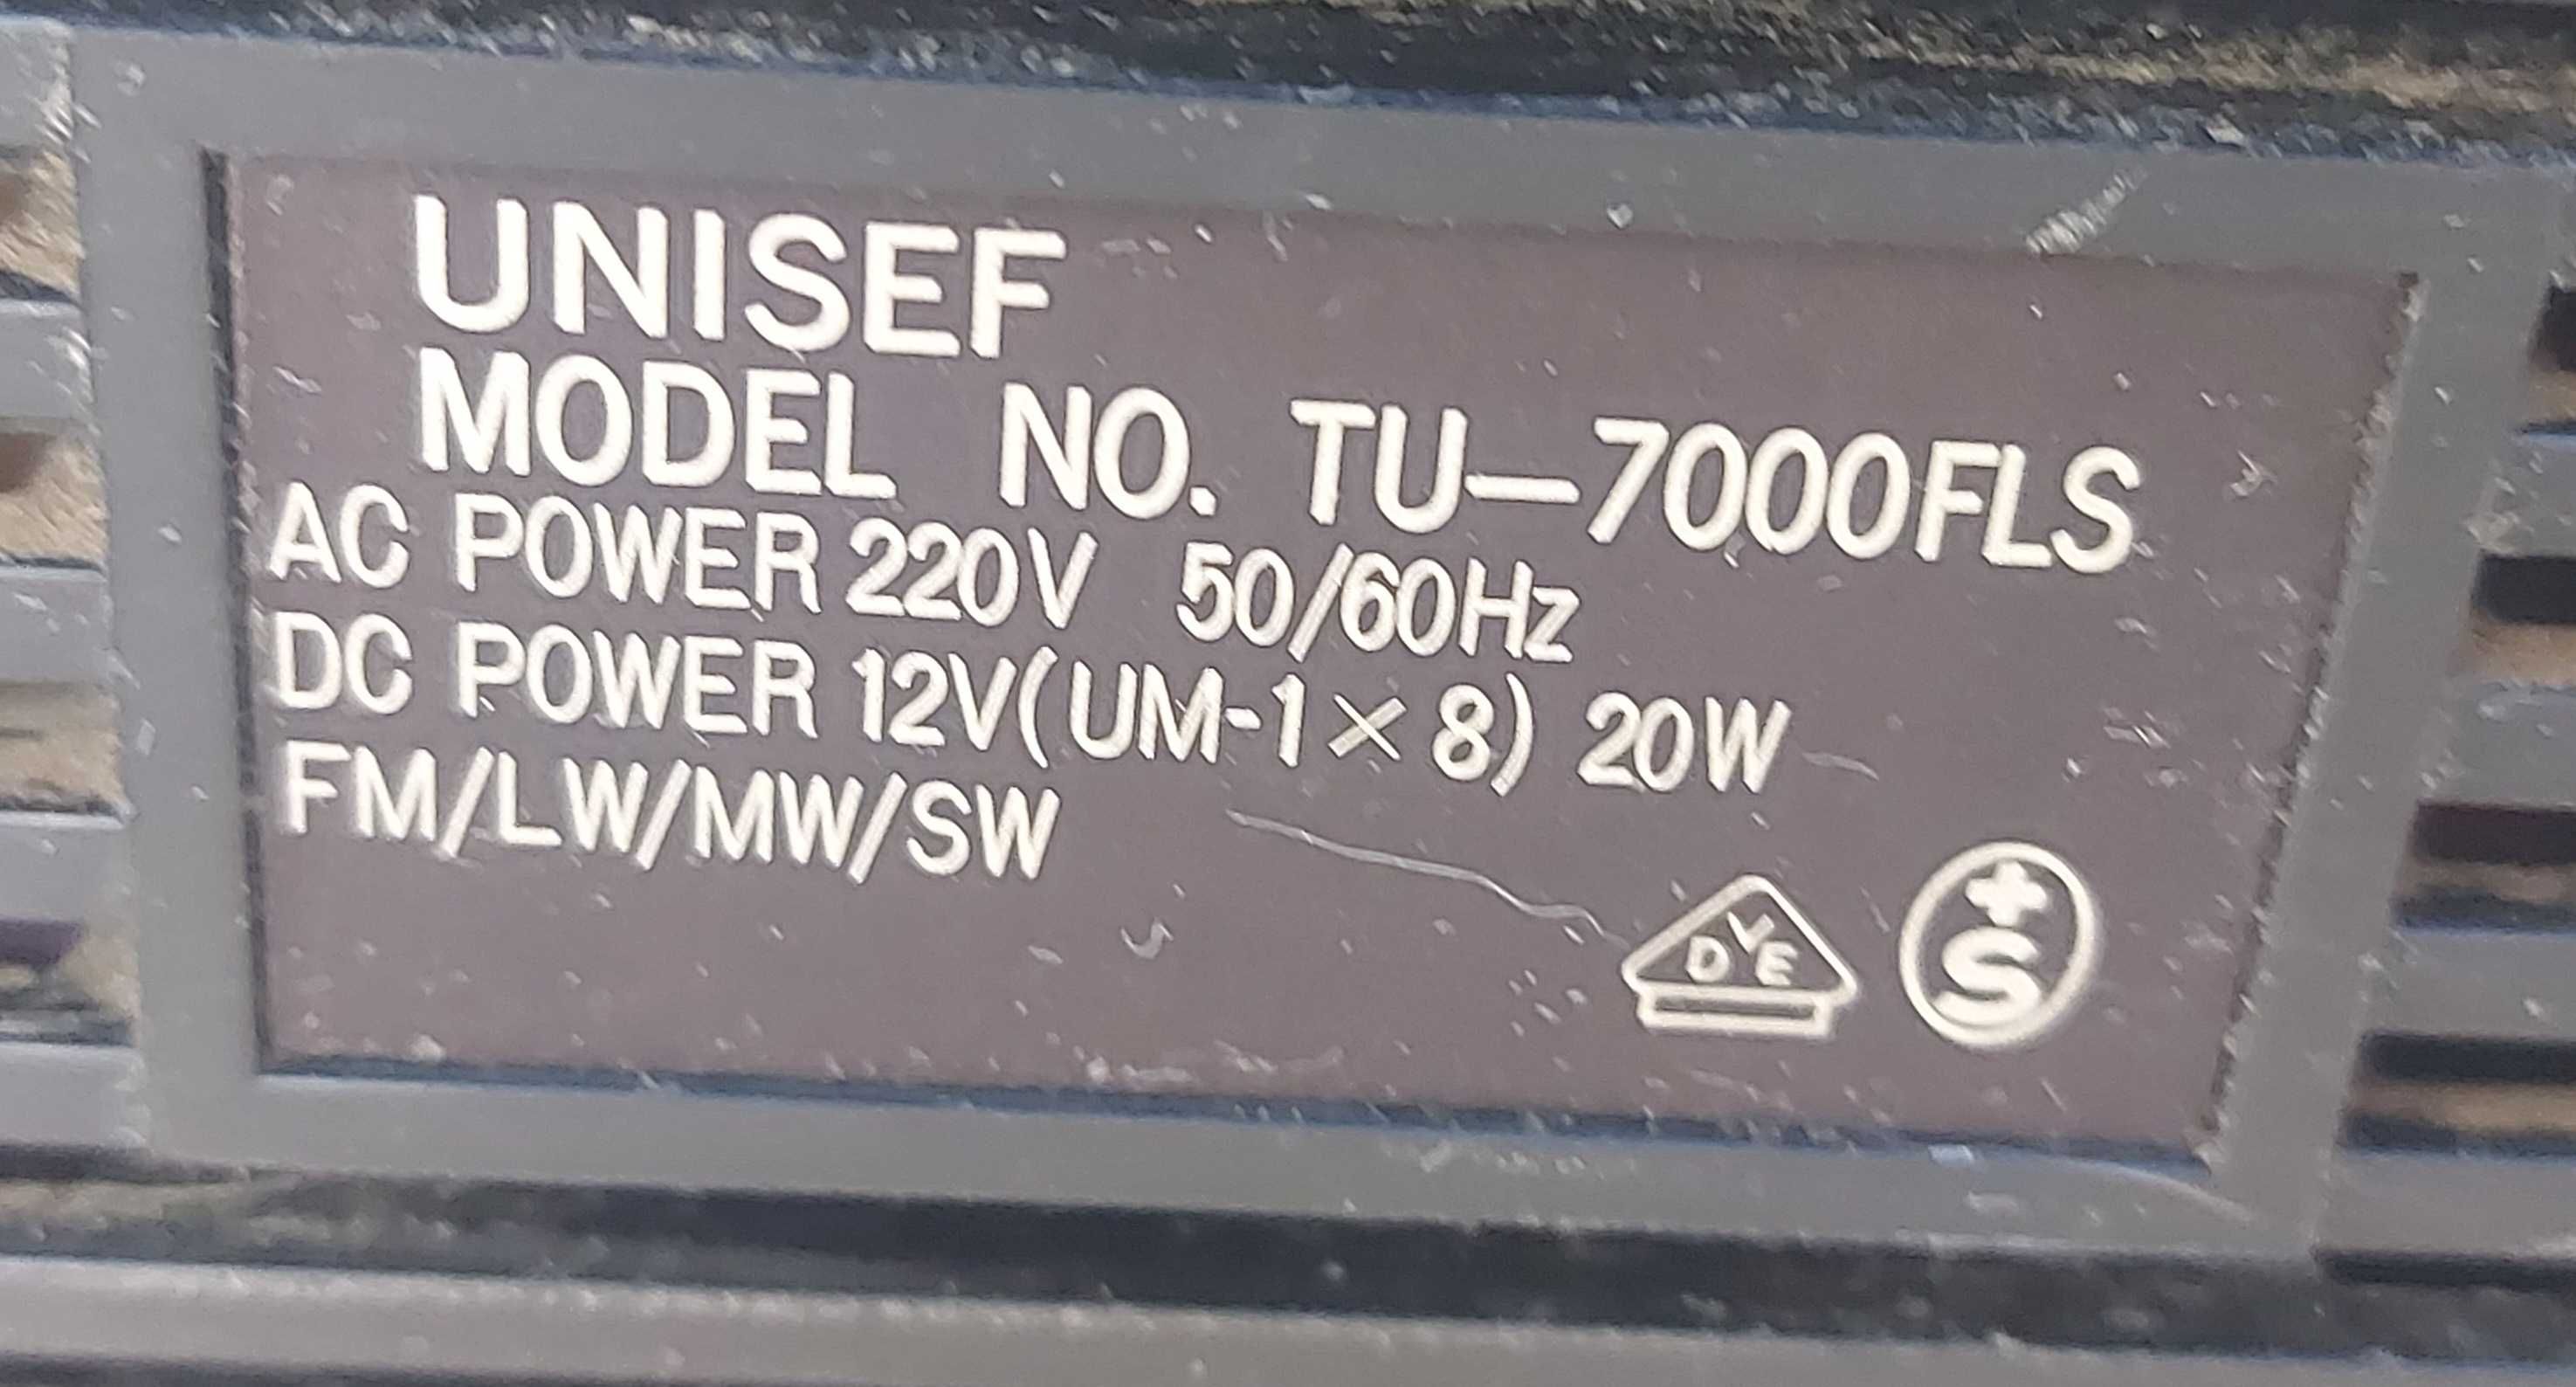 UNISEF
MODEL NO. TU-7000FLS
AC POWER 220V 50/60Hz
DC POWER 12V(UM-1×8) 20W
FM/LW/MW/SW
DVE
+S